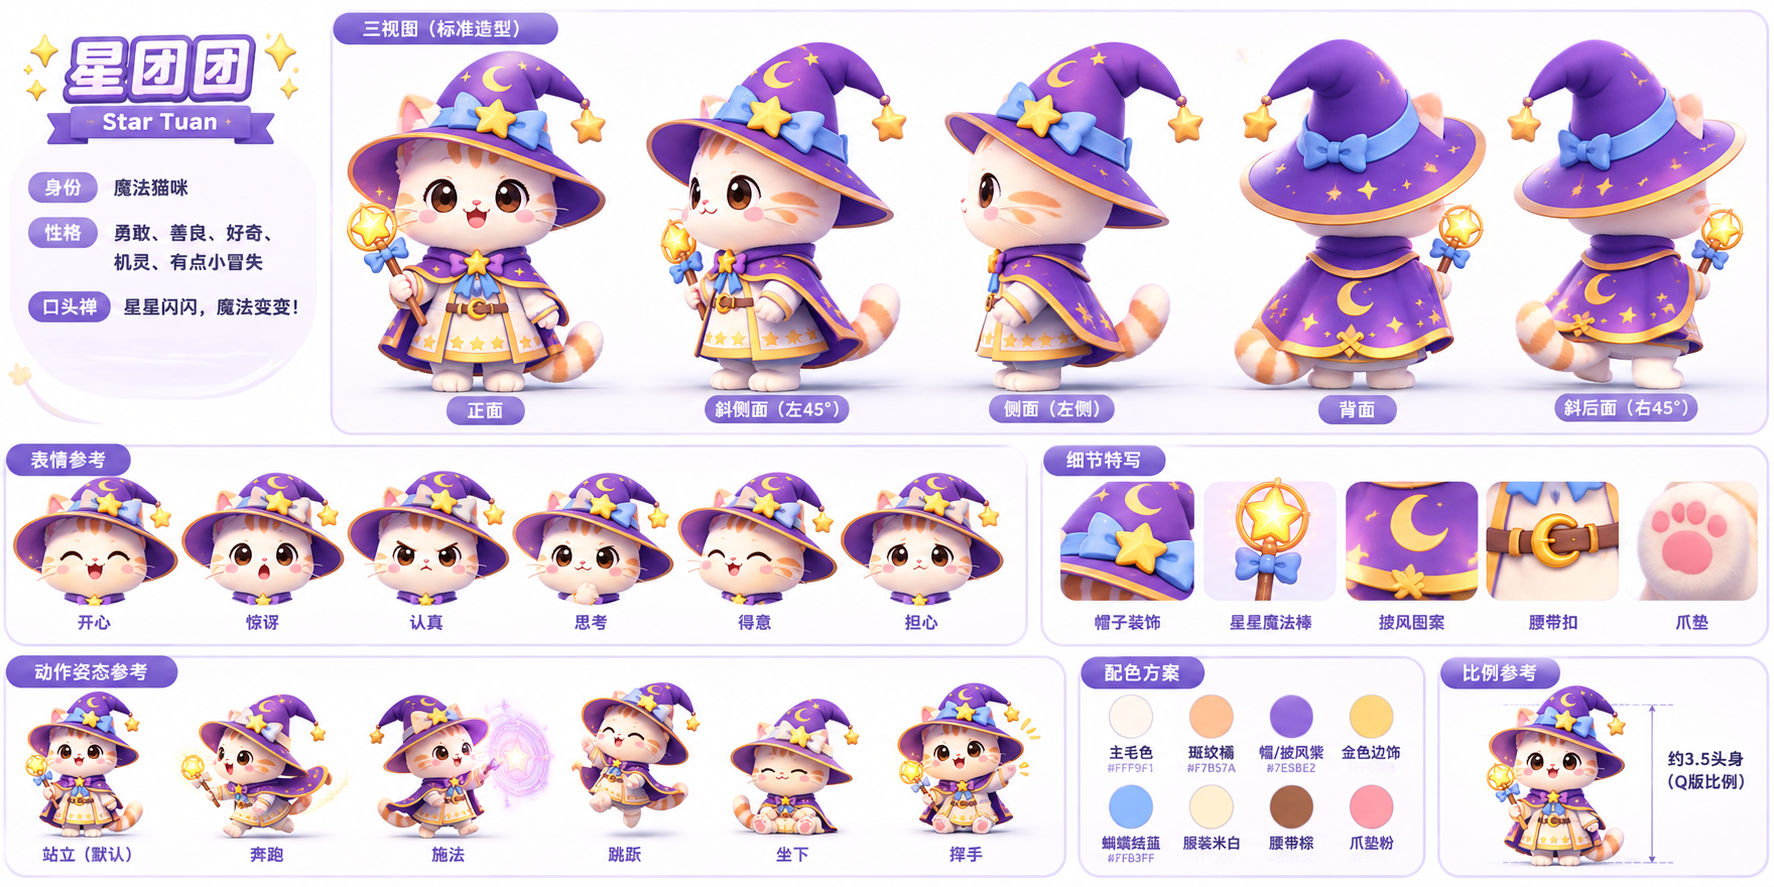 星团团
Star Tuan
身份 魔法猫咪
性格 勇敢、善良、好奇、
机灵、有点小冒失
口头禅 星星闪闪，魔法变变！
三视图（标准造型）
正面
斜侧面（左45°）
侧面（左侧）
背面
斜后面（右45°）
表情参考
开心
惊讶
认真
思考
得意
担心
细节特写
帽子装饰
星星魔法棒
披风图案
腰带扣
爪垫
动作姿态参考
站立（默认）
奔跑
施法
跳跃
坐下
挥手
配色方案
主毛色
#FFF9F1
斑纹橘
#F7B57A
帽/披风紫
#7E5BE2
金色边饰
蝴蝶结蓝
#FFB3FF
服装米白
腰带棕
爪垫粉
比例参考
约3.5头身
（Q版比例）